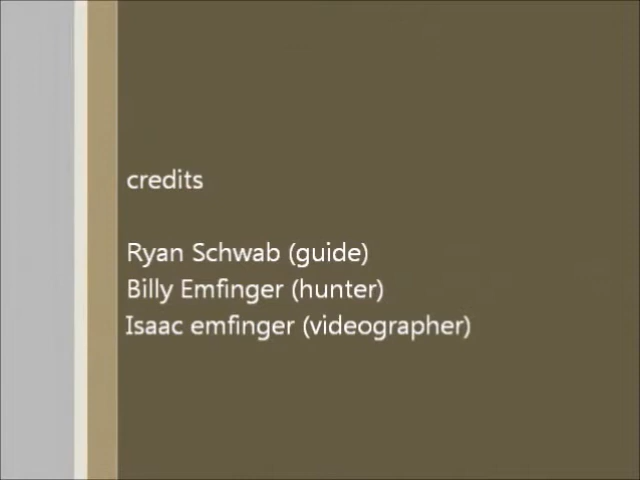 credits
Ryan Schwab (guide)
Billy Emfinger (hunter)
Isaac emfinger (videographer)